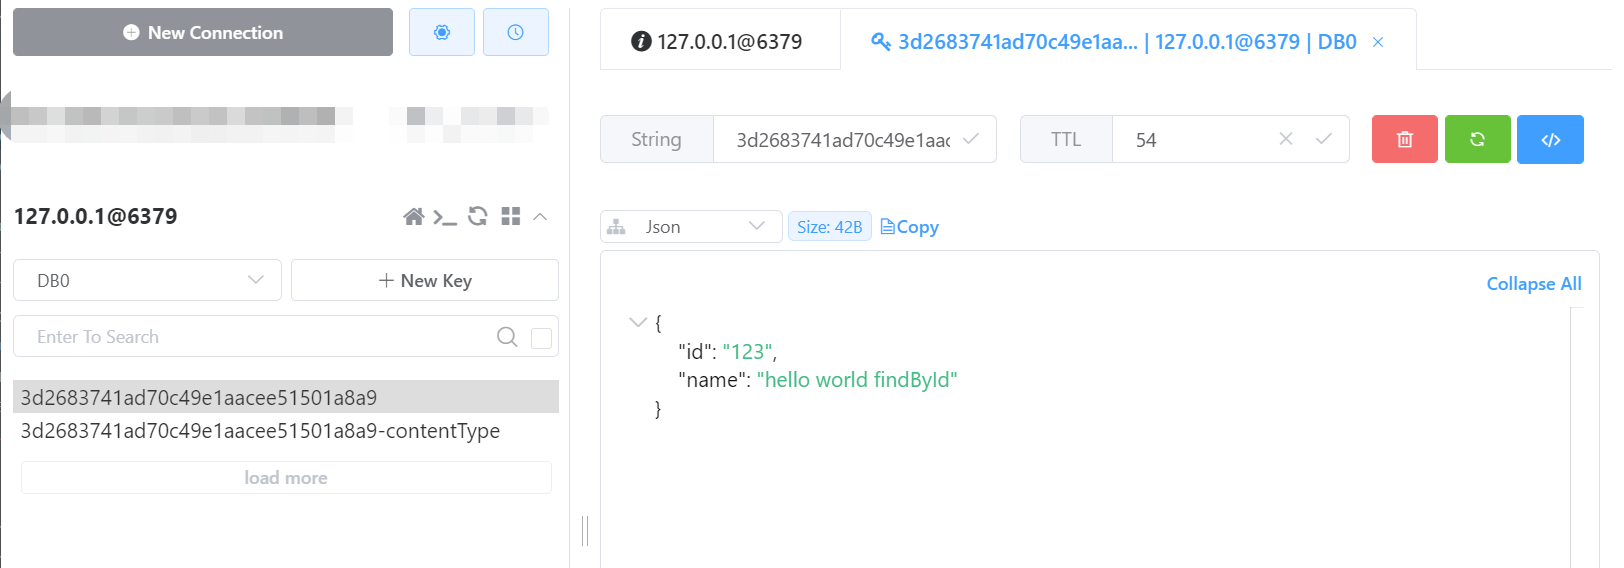 New Connection
127.0.0.1@6379
DB0
New Key
Enter To Search
3d2683741ad70c49e1aacee51501a8a9
3d2683741ad70c49e1aacee51501a8a9-contentType
load more
127.0.0.1@6379
3d2683741ad70c49e1aa... | 127.0.0.1@6379 | DB0
String
3d2683741ad70c49e1aac
TTL
54
Json
Size: 42B
Copy
Collapse All
{
"id": "123",
"name": "hello world findById"
}